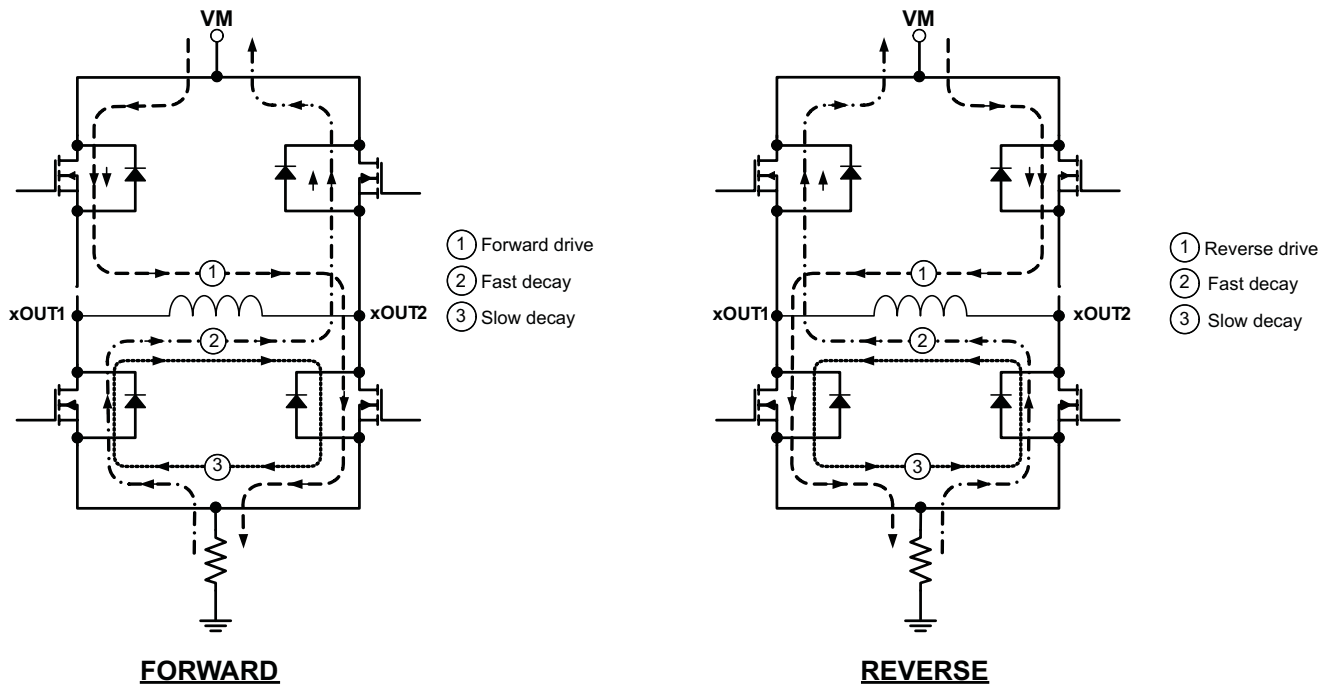 VM
1 Forward drive
2 Fast decay
3 Slow decay
1
xOUT1
xOUT2
2
3
FORWARD
VM
1 Reverse drive
2 Fast decay
3 Slow decay
1
xOUT1
xOUT2
2
3
REVERSE